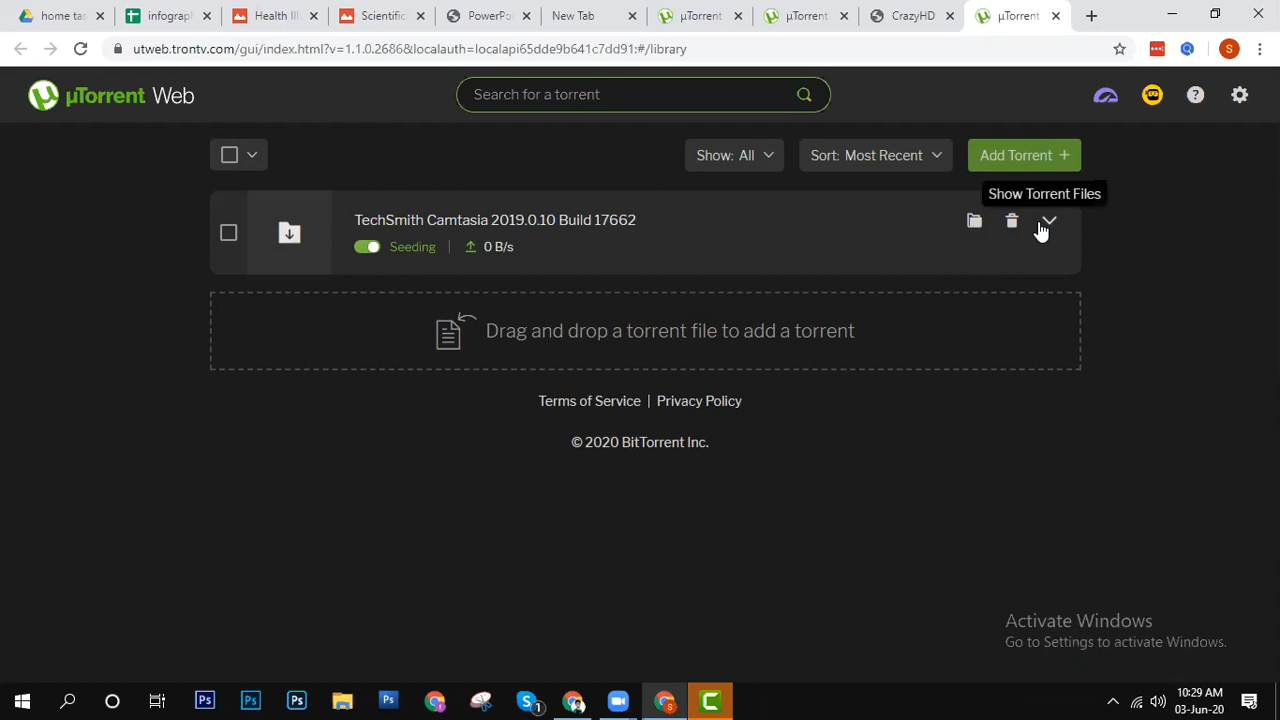 home tas
infograp
Health Ill
Scientific
PowerPo
New Tab
µTorrent
µTorrent
CrazyHD
µTorrent
utweb.trontv.com/gui/index.html?v=1.1.0.2686&localauth=localapi65dde9b641c7dd91:#/library
S
µTorrent Web
Search for a torrent
Show: All
Sort: Most Recent
Add Torrent +
Show Torrent Files
TechSmith Camtasia 2019.0.10 Build 17662
Seeding | 0 B/s
Drag and drop a torrent file to add a torrent
Terms of Service | Privacy Policy
© 2020 BitTorrent Inc.
Activate Windows
Go to Settings to activate Windows.
10:29 AM
03-Jun-20